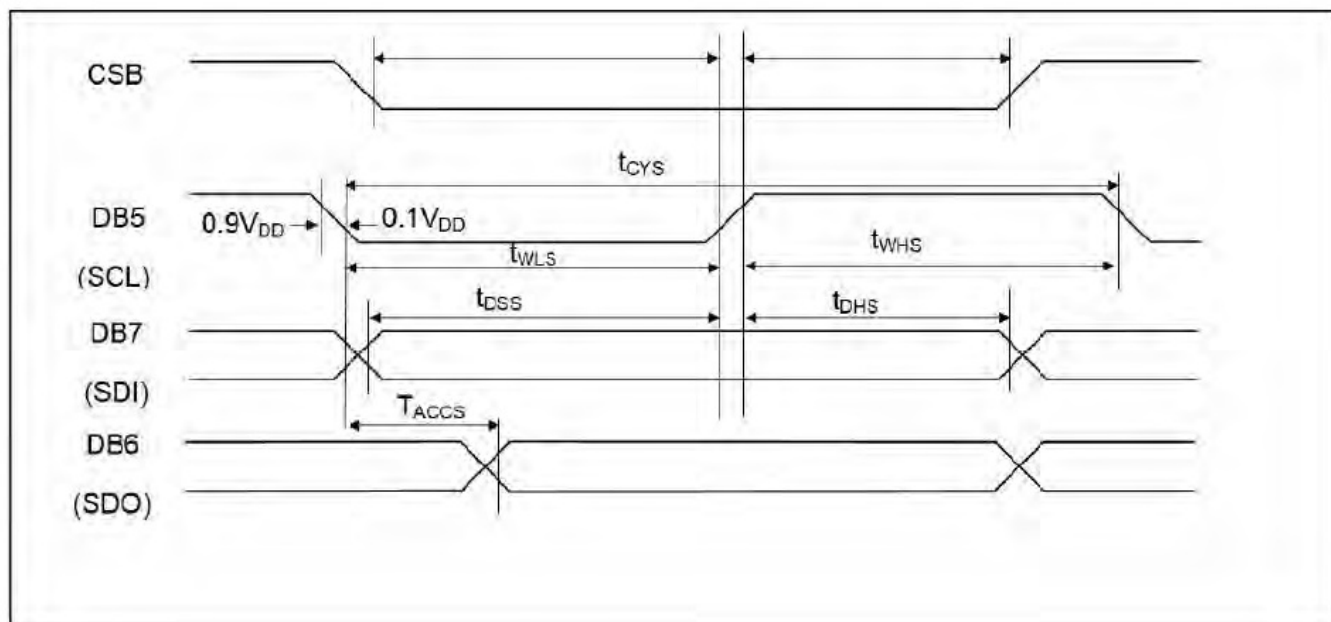 CSB
tCYS
DB5
0.9VDD
0.1VDD
(SCL)
tWLS
tWHS
tDSS
tDHS
DB7
(SDI)
TACCS
DB6
(SDO)